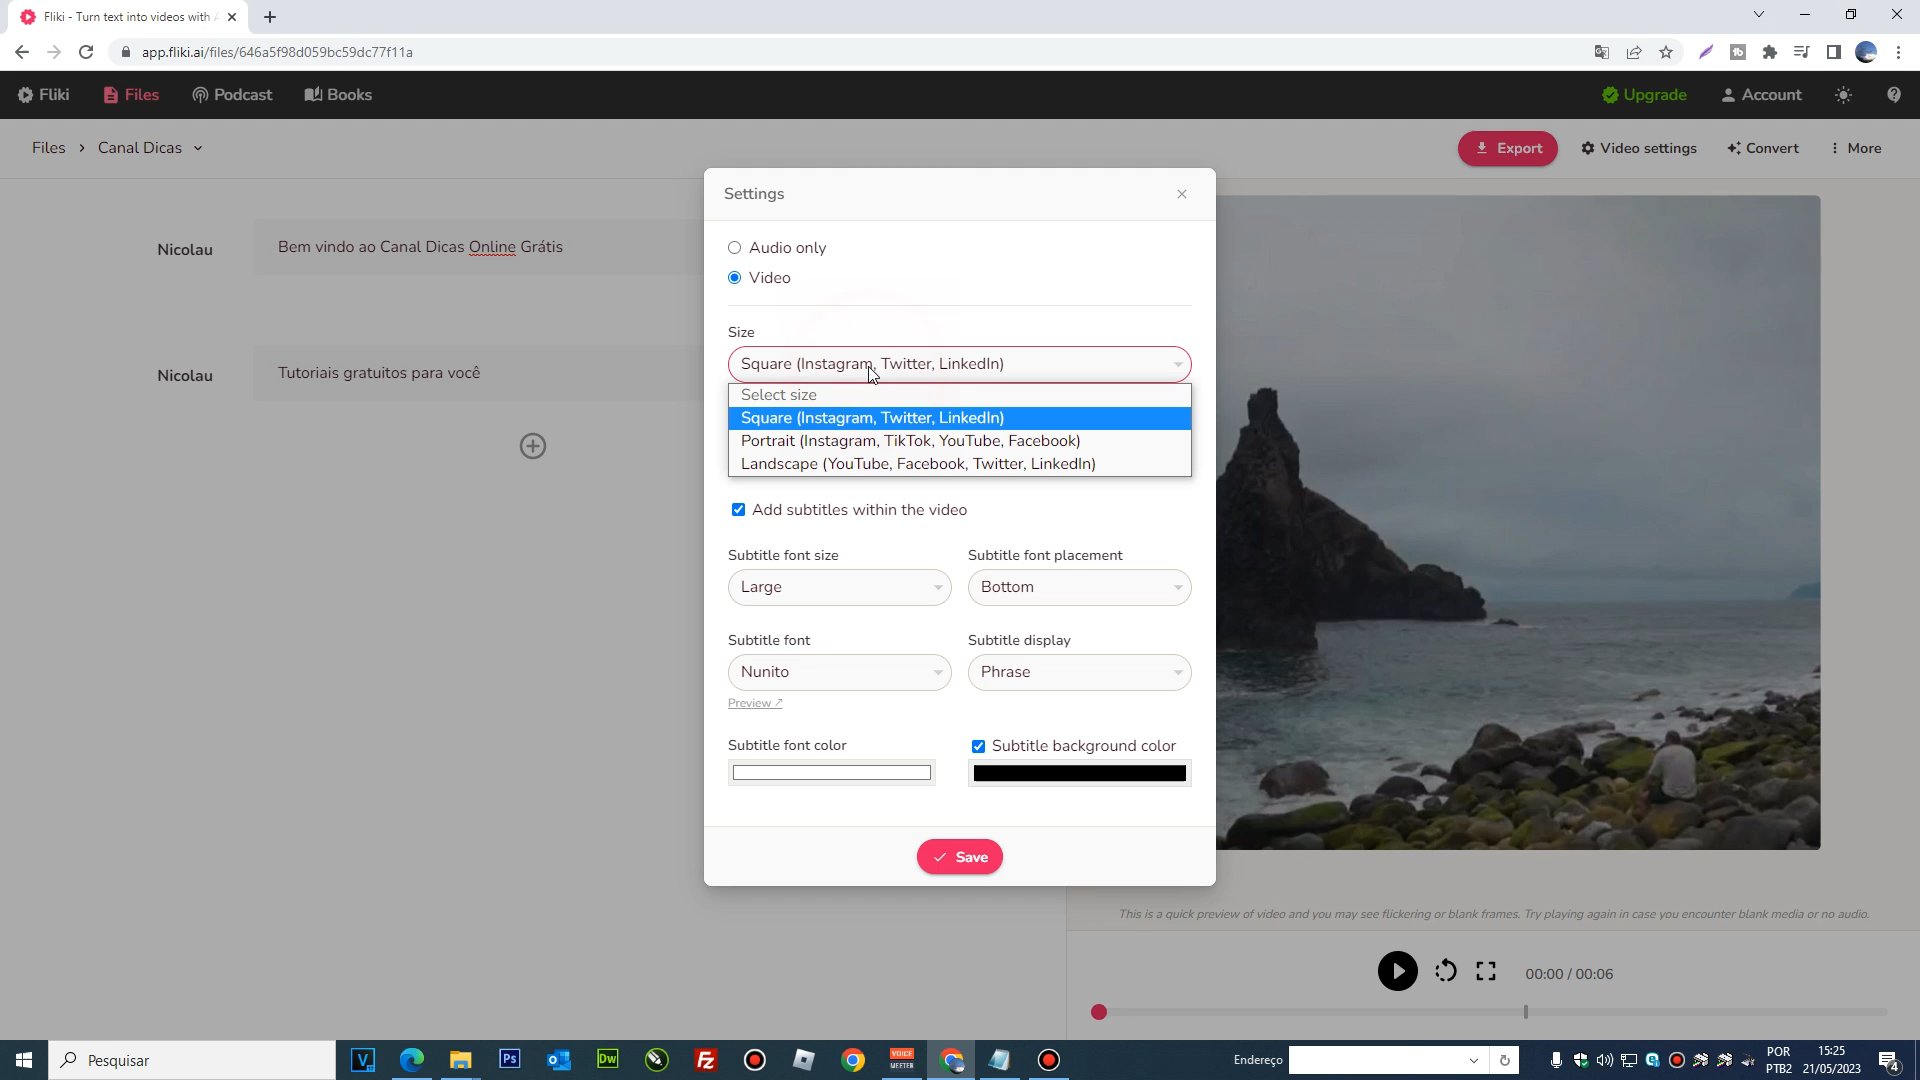 Fliki - Turn text into videos with A
app.fliki.ai/files/646a5f98d059bc59dc77f11a
Fliki Files Podcast Books Upgrade Account
Files > Canal Dicas Export Video settings Convert More
Settings
Nicolau Bem vindo ao Canal Dicas Online Grátis
Nicolau Tutoriais gratuitos para você
Audio only
Video
Size
Square (Instagram, Twitter, LinkedIn)
Select size
Square (Instagram, Twitter, LinkedIn)
Portrait (Instagram, TikTok, YouTube, Facebook)
Landscape (YouTube, Facebook, Twitter, LinkedIn)
Add subtitles within the video
Subtitle font size Subtitle font placement
Large Bottom
Subtitle font Subtitle display
Nunito Phrase
Preview ↗
Subtitle font color Subtitle background color
Save
This is a quick preview of video and you may see flickering or blank frames. Try playing again in case you encounter blank media or no audio.
00:00 / 00:06
Pesquisar
V Ps Dw Fz VOICE MEETER
Endereço
POR
PTB2
15:25
21/05/2023
4